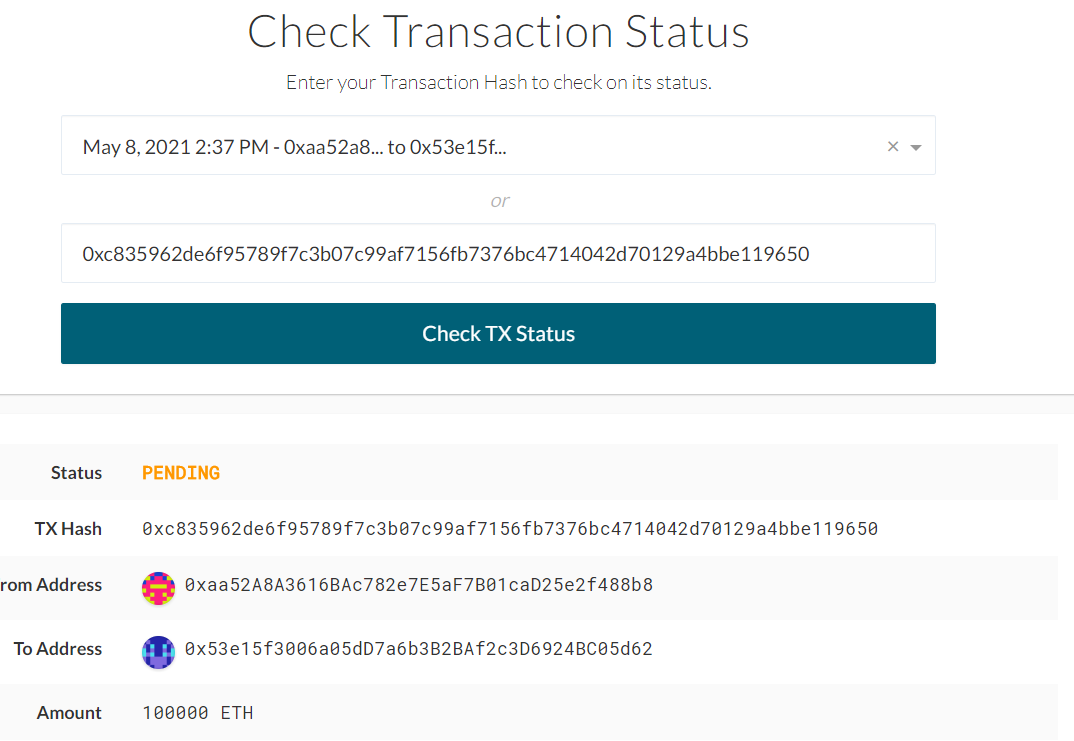 Check Transaction Status
Enter your Transaction Hash to check on its status.
May 8, 2021 2:37 PM - 0xaa52a8... to 0x53e15f...
or
0xc835962de6f95789f7c3b07c99af7156fb7376bc4714042d70129a4bbe119650
Check TX Status
Status PENDING
TX Hash 0xc835962de6f95789f7c3b07c99af7156fb7376bc4714042d70129a4bbe119650
rom Address 0xaa52A8A3616BAc782e7E5aF7B01caD25e2f488b8
To Address 0x53e15f3006a05dD7a6b3B2BAf2c3D6924BC05d62
Amount 100000 ETH